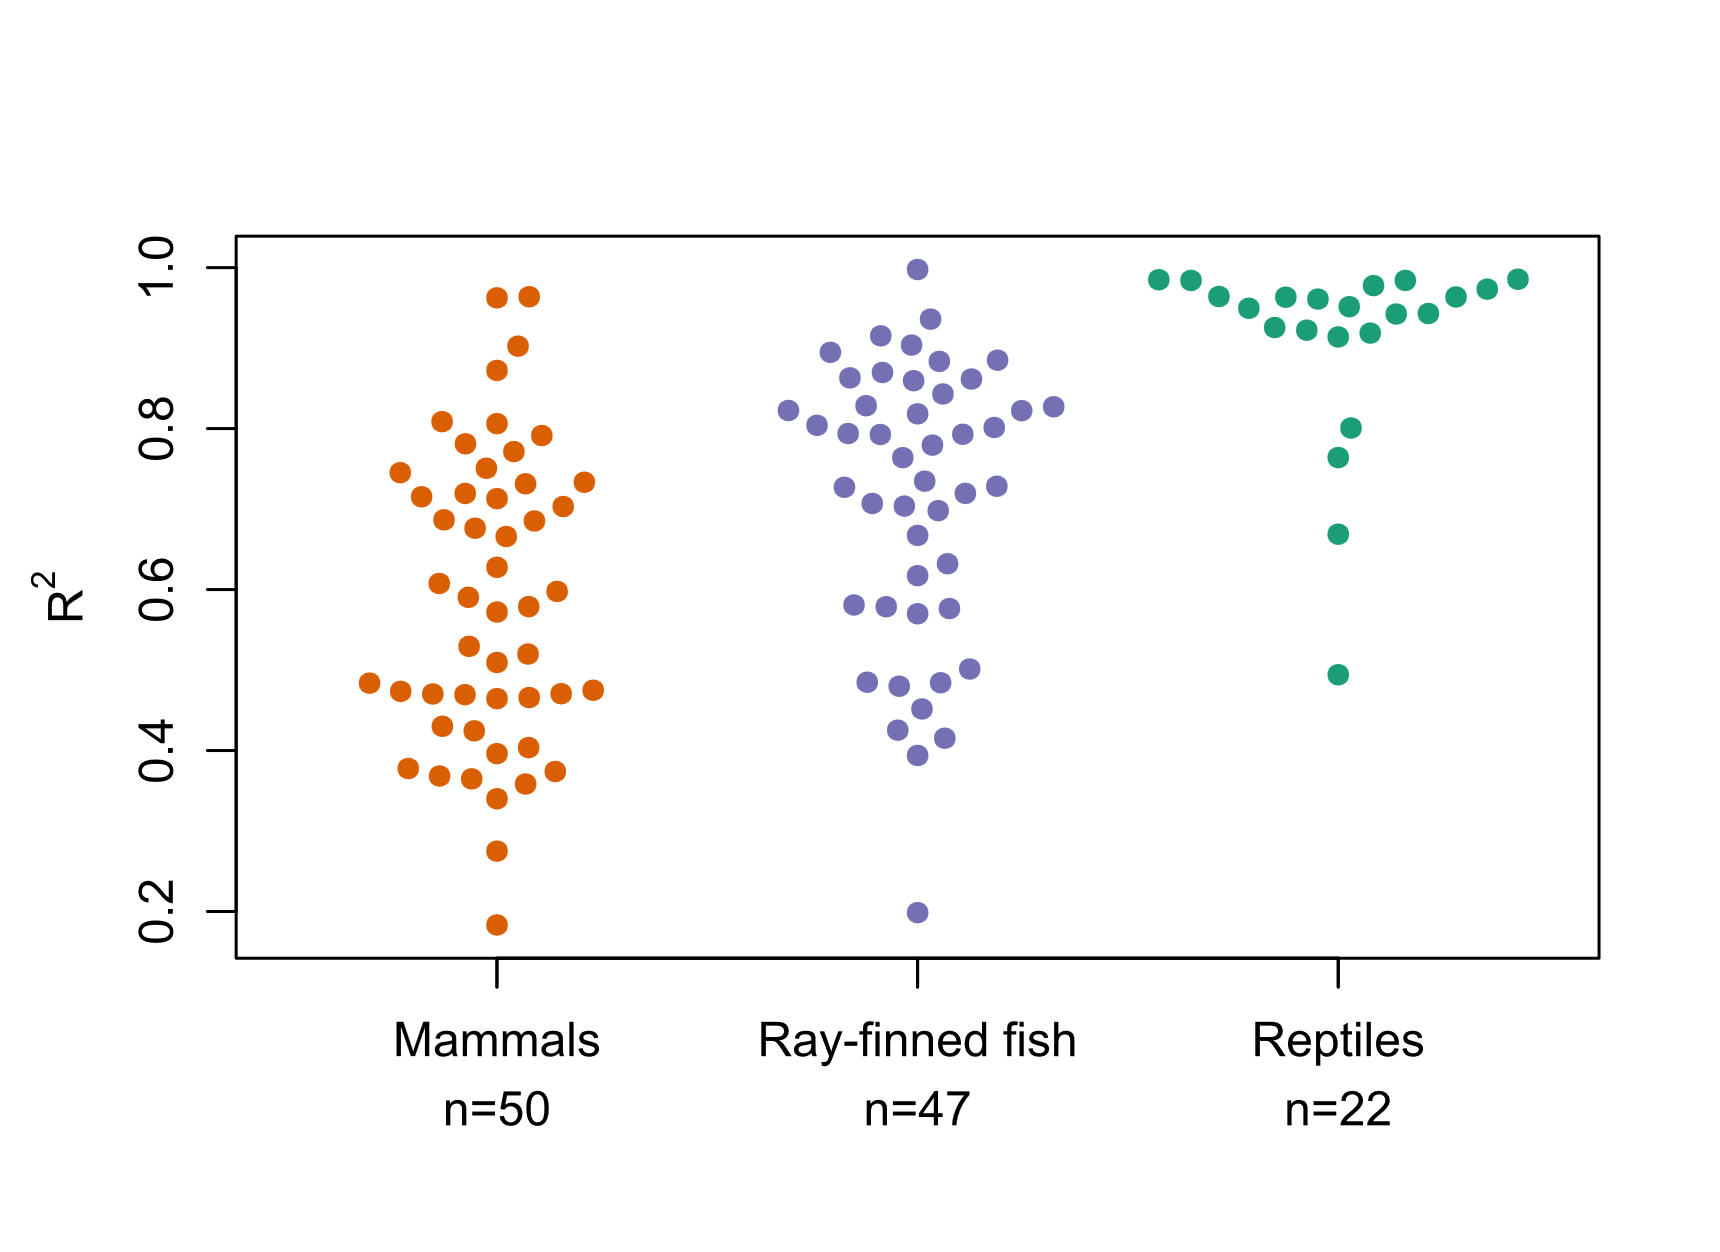 R²
1.0
0.8
0.6
0.4
0.2
Mammals
n=50
Ray-finned fish
n=47
Reptiles
n=22